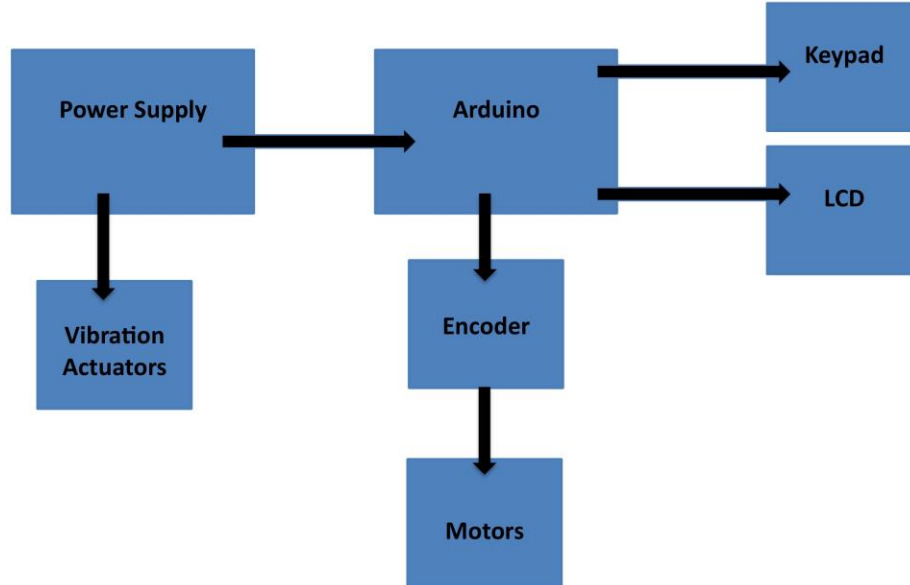 Power Supply
Arduino
Keypad
LCD
Vibration
Actuators
Encoder
Motors